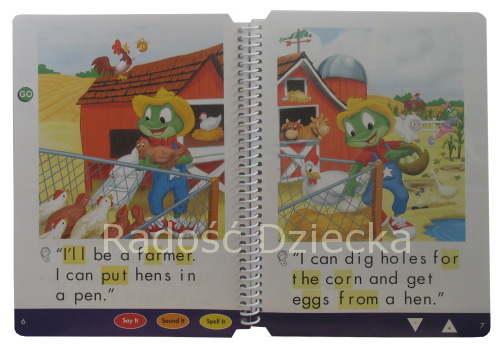 GO
"I'll be a farmer.
I can put hens in
a pen."
6
Say It
Sound It
Spell It
"I can dig holes for
the corn and get
eggs from a hen."
7
Radość Dziecka